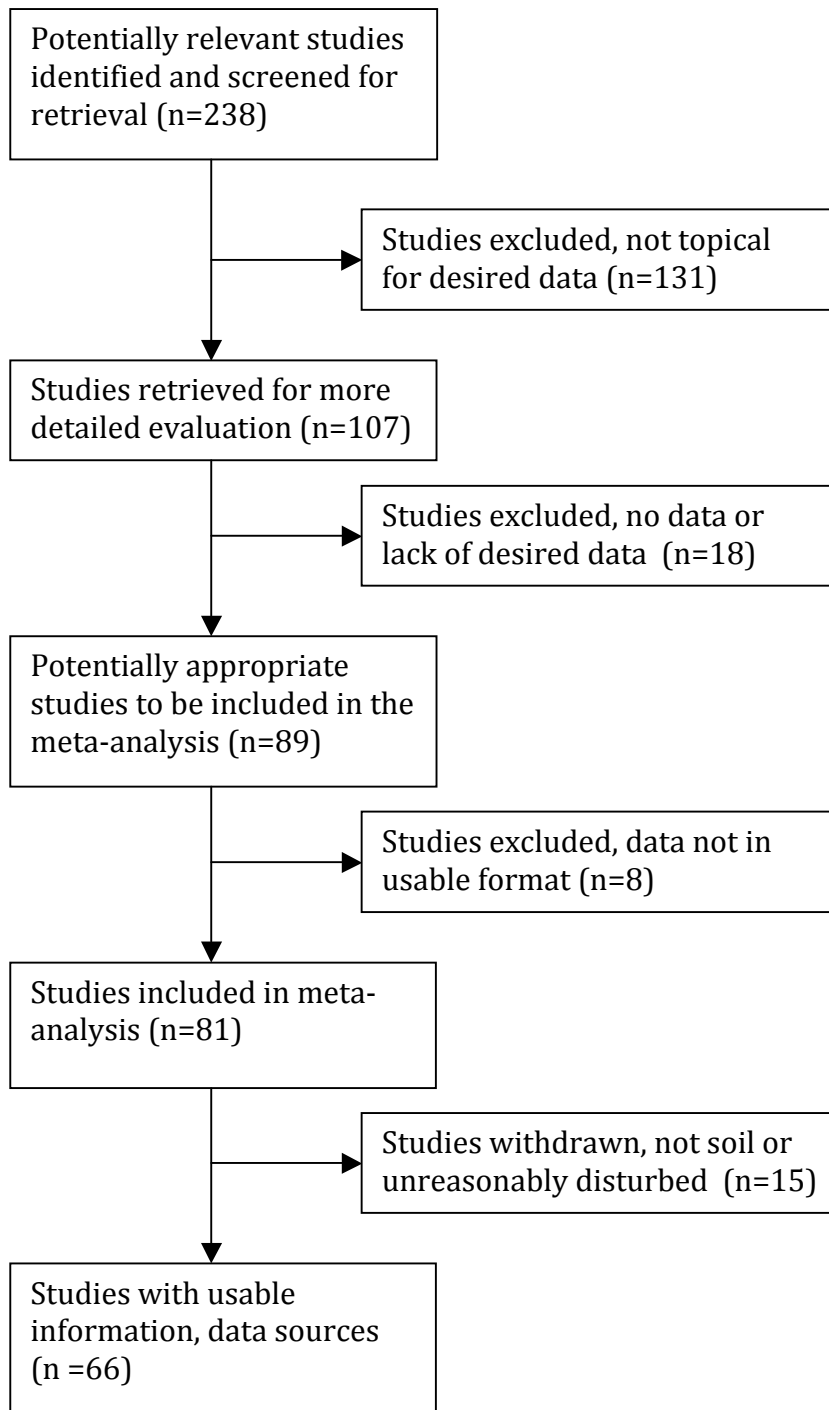 Potentially relevant studies
identified and screened for
retrieval (n=238)
Studies excluded, not topical
for desired data (n=131)
Studies retrieved for more
detailed evaluation (n=107)
Studies excluded, no data or
lack of desired data  (n=18)
Potentially appropriate
studies to be included in the
meta-analysis (n=89)
Studies excluded, data not in
usable format (n=8)
Studies included in meta-
analysis (n=81)
Studies withdrawn, not soil or
unreasonably disturbed  (n=15)
Studies with usable
information, data sources
(n =66)